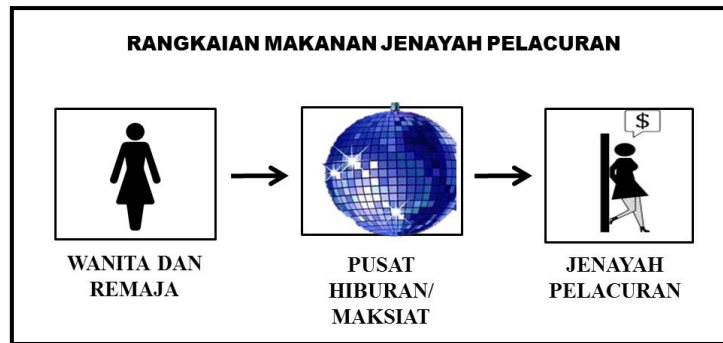 RANGKAIAN MAKANAN JENAYAH PELACURAN
$
WANITA DAN
REMAJA
PUSAT
HIBURAN/
MAKSIAT
JENAYAH
PELACURAN